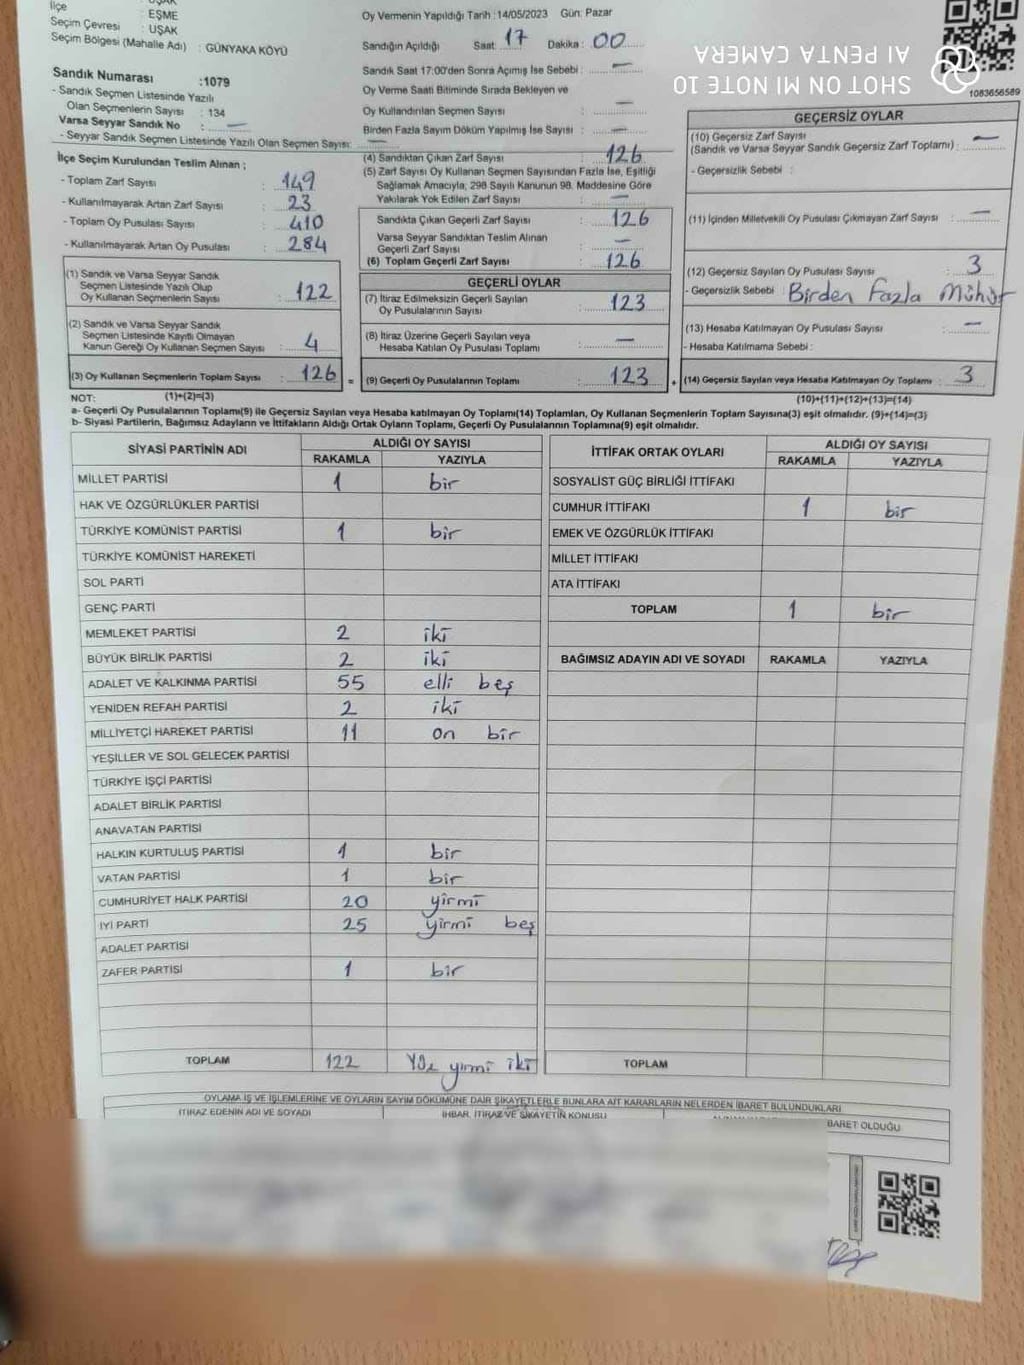 İlçe : EŞME
Seçim Çevresi : UŞAK
Seçim Bölgesi (Mahalle Adı) : GÜNYAKA KÖYÜ
Oy Vermenin Yapıldığı Tarih :14/05/2023 Gün: Pazar
Sandığın Açıldığı Saat: 17 Dakika: 00
Sandık Saat 17:00'den Sonra Açımış İse Sebebi : —
Oy Verme Saati Bitiminde Sırada Bekleyen ve
Oy Kullandırılan Seçmen Sayısı : —
Birden Fazla Sayım Döküm Yapılmış İse Sayısı : —
SHOT ON MI NOTE 10
AI PENTA CAMERA
1083656589
Sandık Numarası :1079
- Sandık Seçmen Listesinde Yazılı
Olan Seçmenlerin Sayısı : 134
Varsa Seyyar Sandık No : —
- Seyyar Sandık Seçmen Listesinde Yazılı Olan Seçmen Sayısı: —
İlçe Seçim Kurulundan Teslim Alınan ;
- Toplam Zarf Sayısı : 149
- Kullanılmayarak Artan Zarf Sayısı : 23
- Toplam Oy Pusulası Sayısı : 410
- Kullanılmayarak Artan Oy Pusulası : 284
(4) Sandıktan Çıkan Zarf Sayısı : 126
(5) Zarf Sayısı Oy Kullanan Seçmen Sayısından Fazla İse, Eşitliği
Sağlamak Amacıyla, 298 Sayılı Kanunun 98. Maddesine Göre
Yakılarak Yok Edilen Zarf Sayısı : —
Sandıkta Çıkan Geçerli Zarf Sayısı : 126
Varsa Seyyar Sandıktan Teslim Alınan
Geçerli Zarf Sayısı : —
(6) Toplam Geçerli Zarf Sayısı : 126
GEÇERSİZ OYLAR
(10) Geçersiz Zarf Sayısı
(Sandık ve Varsa Seyyar Sandık Geçersiz Zarf Toplamı) : —
- Geçersizlik Sebebi :
(11) İçinden Milletvekili Oy Pusulası Çıkmayan Zarf Sayısı : —
(12) Geçersiz Sayılan Oy Pusulası Sayısı : 3
- Geçersizlik Sebebi : Birden Fazla Mühür
(13) Hesaba Katılmayan Oy Pusulası Sayısı : —
- Hesaba Katılmama Sebebi :
(1) Sandık ve Varsa Seyyar Sandık
Seçmen Listesinde Yazılı Olup
Oy Kullanan Seçmenlerin Sayısı : 122
(2) Sandık ve Varsa Seyyar Sandık
Seçmen Listesinde Kayıtlı Olmayan
Kanun Gereği Oy Kullanan Seçmen Sayısı : 4
GEÇERLİ OYLAR
(7) İtiraz Edilmeksizin Geçerli Sayılan
Oy Pusulalarının Sayısı : 123
(8) İtiraz Üzerine Geçerli Sayılan veya
Hesaba Katılan Oy Pusulası Toplamı : —
(3) Oy Kullanan Seçmenlerin Toplam Sayısı : 126 = (9) Geçerli Oy Pusulalarının Toplamı : 123 + (14) Geçersiz Sayılan veya Hesaba Katılmayan Oy Toplamı : 3
NOT: (1)+(2)=(3) (10)+(11)+(12)+(13)=(14)
a- Geçerli Oy Pusulalarının Toplamı(9) ile Geçersiz Sayılan veya Hesaba katılmayan Oy Toplamı(14) Toplamları, Oy Kullanan Seçmenlerin Toplam Sayısına(3) eşit olmalıdır. (9)+(14)=(3)
b- Siyasi Partilerin, Bağımsız Adayların ve İttifakların Aldığı Ortak Oyların Toplamı, Geçerli Oy Pusulalarının Toplamına(9) eşit olmalıdır.
SİYASİ PARTİNİN ADI ALDIĞI OY SAYISI
RAKAMLA YAZIYLA
MİLLET PARTİSİ 1 bir
HAK VE ÖZGÜRLÜKLER PARTİSİ
TÜRKİYE KOMÜNİST PARTİSİ 1 bir
TÜRKİYE KOMÜNİST HAREKETİ
SOL PARTİ
GENÇ PARTİ
MEMLEKET PARTİSİ 2 iki
BÜYÜK BİRLİK PARTİSİ 2 iki
ADALET VE KALKINMA PARTİSİ 55 elli beş
YENİDEN REFAH PARTİSİ 2 iki
MİLLİYETÇİ HAREKET PARTİSİ 11 on bir
YEŞİLLER VE SOL GELECEK PARTİSİ
TÜRKİYE İŞÇİ PARTİSİ
ADALET BİRLİK PARTİSİ
ANAVATAN PARTİSİ
HALKIN KURTULUŞ PARTİSİ 1 bir
VATAN PARTİSİ 1 bir
CUMHURİYET HALK PARTİSİ 20 yirmi
İYİ PARTİ 25 yirmi beş
ADALET PARTİSİ
ZAFER PARTİSİ 1 bir
TOPLAM 122 Yüz yirmi iki
İTTİFAK ORTAK OYLARI ALDIĞI OY SAYISI
RAKAMLA YAZIYLA
SOSYALİST GÜÇ BİRLİĞİ İTTİFAKI
CUMHUR İTTİFAKI 1 bir
EMEK VE ÖZGÜRLÜK İTTİFAKI
MİLLET İTTİFAKI
ATA İTTİFAKI
TOPLAM 1 bir
BAĞIMSIZ ADAYIN ADI VE SOYADI RAKAMLA YAZIYLA
TOPLAM
OYLAMA İŞ VE İŞLEMLERİNE VE OYLARIN SAYIM DÖKÜMÜNE DAİR ŞİKAYETLERLE BUNLARA AİT KARARLARIN NELERDEN İBARET BULUNDUKLARI
İTİRAZ EDENİN ADI VE SOYADI İHBAR, İTİRAZ VE ŞİKAYETİN KONUSU
BARET OLDUĞU